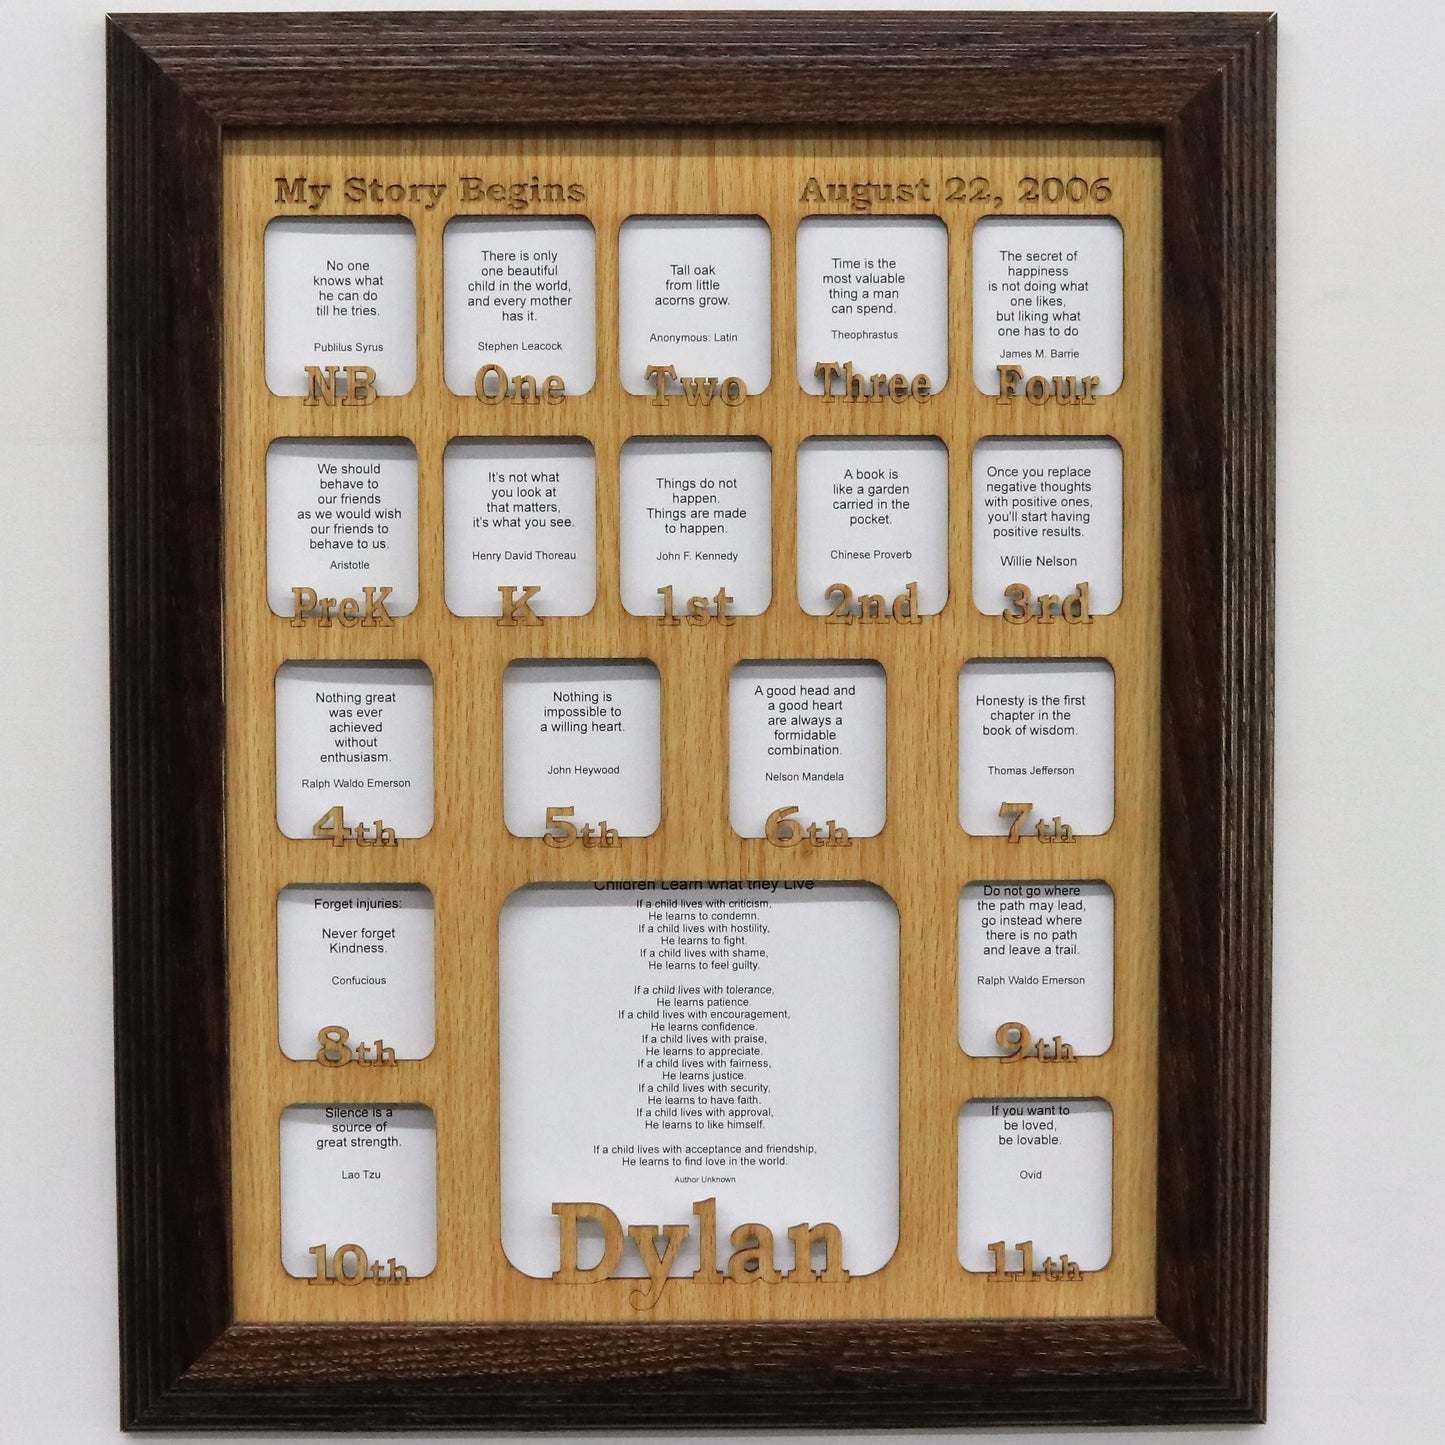 My Story Begins August 22, 2006
No one
knows what
he can do
till he tries.
Publilus Syrus
NB
There is only
one beautiful
child in the world,
and every mother
has it.
Stephen Leacock
One
Tall oak
from little
acorns grow.
Anonymous: Latin
Two
Time is the
most valuable
thing a man
can spend.
Theophrastus
Three
The secret of
happiness
is not doing what
one likes,
but liking what
one has to do
James M. Barrie
Four
We should
behave to
our friends
as we would wish
our friends to
behave to us.
Aristotle
PreK
It's not what
you look at
that matters,
it's what you see.
Henry David Thoreau
K
Things do not
happen.
Things are made
to happen.
John F. Kennedy
1st
A book is
like a garden
carried in the
pocket.
Chinese Proverb
2nd
Once you replace
negative thoughts
with positive ones,
you'll start having
positive results.
Willie Nelson
3rd
Nothing great
was ever
achieved
without
enthusiasm.
Ralph Waldo Emerson
4th
Nothing is
impossible to
a willing heart.
John Heywood
5th
A good head and
a good heart
are always a
formidable
combination.
Nelson Mandela
6th
Honesty is the first
chapter in the
book of wisdom.
Thomas Jefferson
7th
Forget injuries:
Never forget
Kindness.
Confucious
8th
Children Learn what they Live
If a child lives with criticism,
He learns to condemn.
If a child lives with hostility,
He learns to fight.
If a child lives with shame,
He learns to feel guilty.
If a child lives with tolerance,
He learns patience.
If a child lives with encouragement,
He learns confidence.
If a child lives with praise,
He learns to appreciate.
If a child lives with fairness,
He learns justice.
If a child lives with security,
He learns to have faith.
If a child lives with approval,
He learns to like himself.
If a child lives with acceptance and friendship,
He learns to find love in the world.
Author Unknown
Dylan
Do not go where
the path may lead,
go instead where
there is no path
and leave a trail.
Ralph Waldo Emerson
9th
Silence is a
source of
great strength.
Lao Tzu
10th
If you want to
be loved,
be lovable.
Ovid
11th